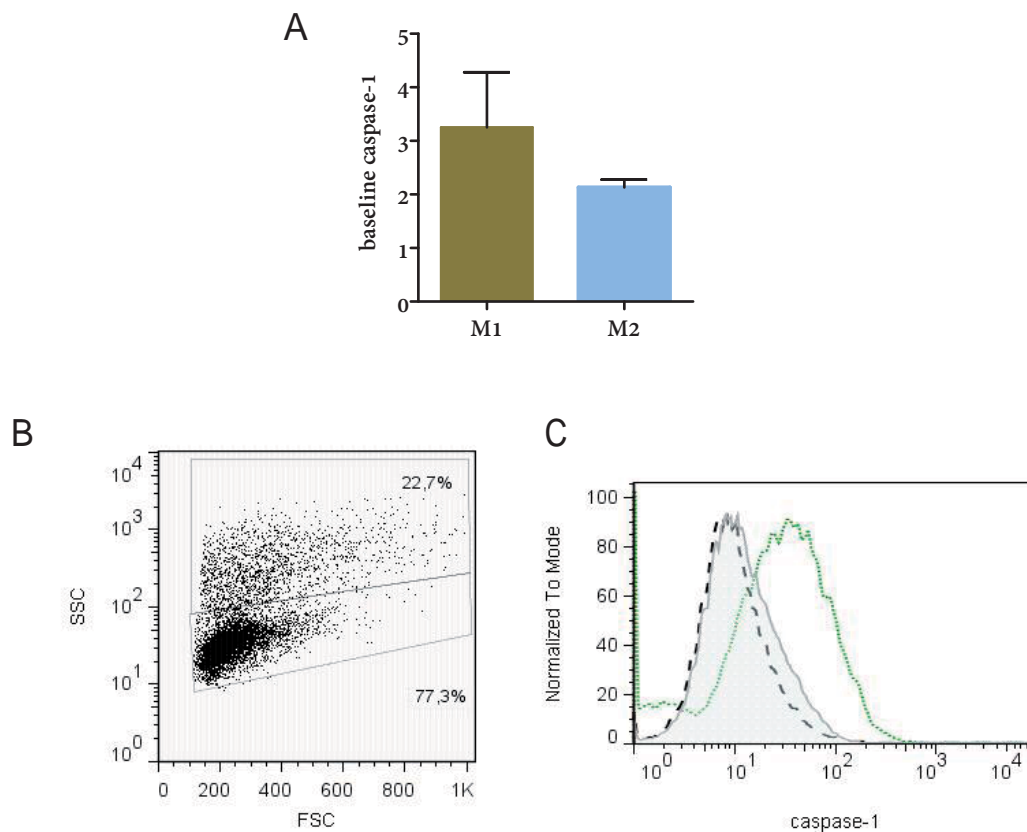 A
baseline caspase-1
5
4
3
2
1
0
M1
M2
B
SSC
10^4
10^3
10^2
10^1
10^0
22,7%
77,3%
0 200 400 600 800 1K
FSC
C
Normalized To Mode
100
80
60
40
20
0
10^0 10^1 10^2 10^3 10^4
caspase-1